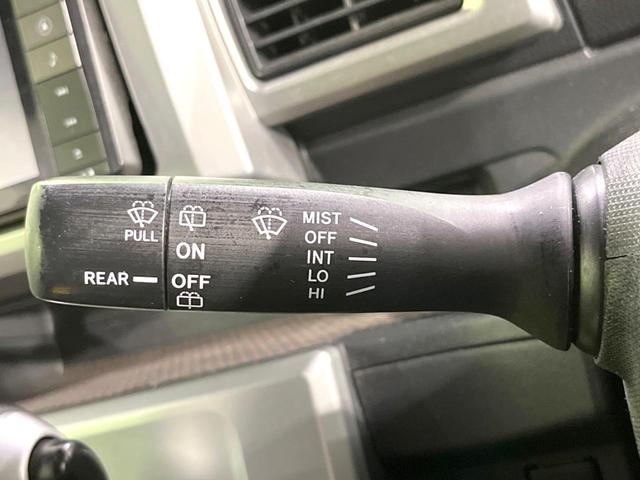 PULL
ON
REAR OFF
MIST
OFF
INT
LO
HI